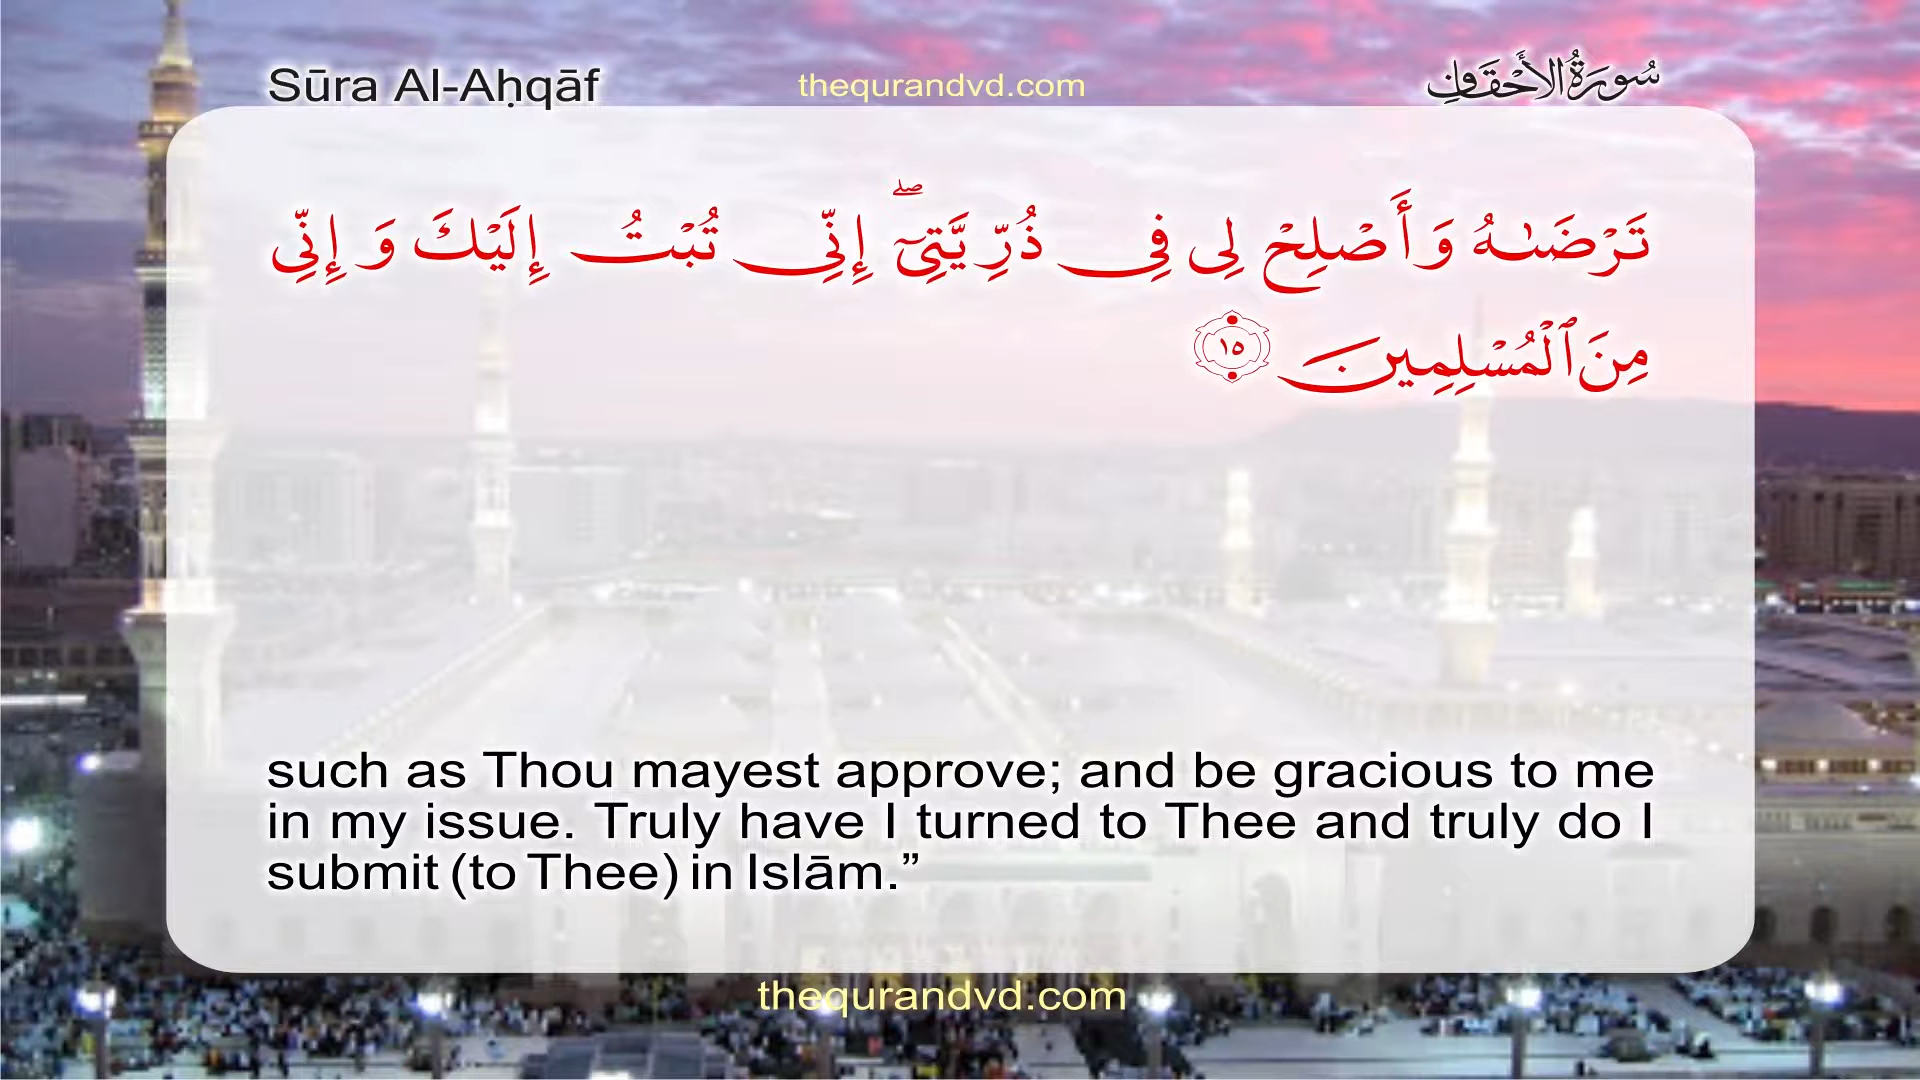 Sūra Al-Aḥqāf
thequrandvd.com
سُورَةُ الأَحْقَافِ
تَرْضَىٰهُ وَأَصْلِحْ لِى فِى ذُرِّيَّتِىٓ ۖ إِنِّى تُبْتُ إِلَيْكَ وَإِنِّى
مِنَ ٱلْمُسْلِمِينَ ١٥
such as Thou mayest approve; and be gracious to me
in my issue. Truly have I turned to Thee and truly do I
submit (to Thee) in Islām.”
thequrandvd.com